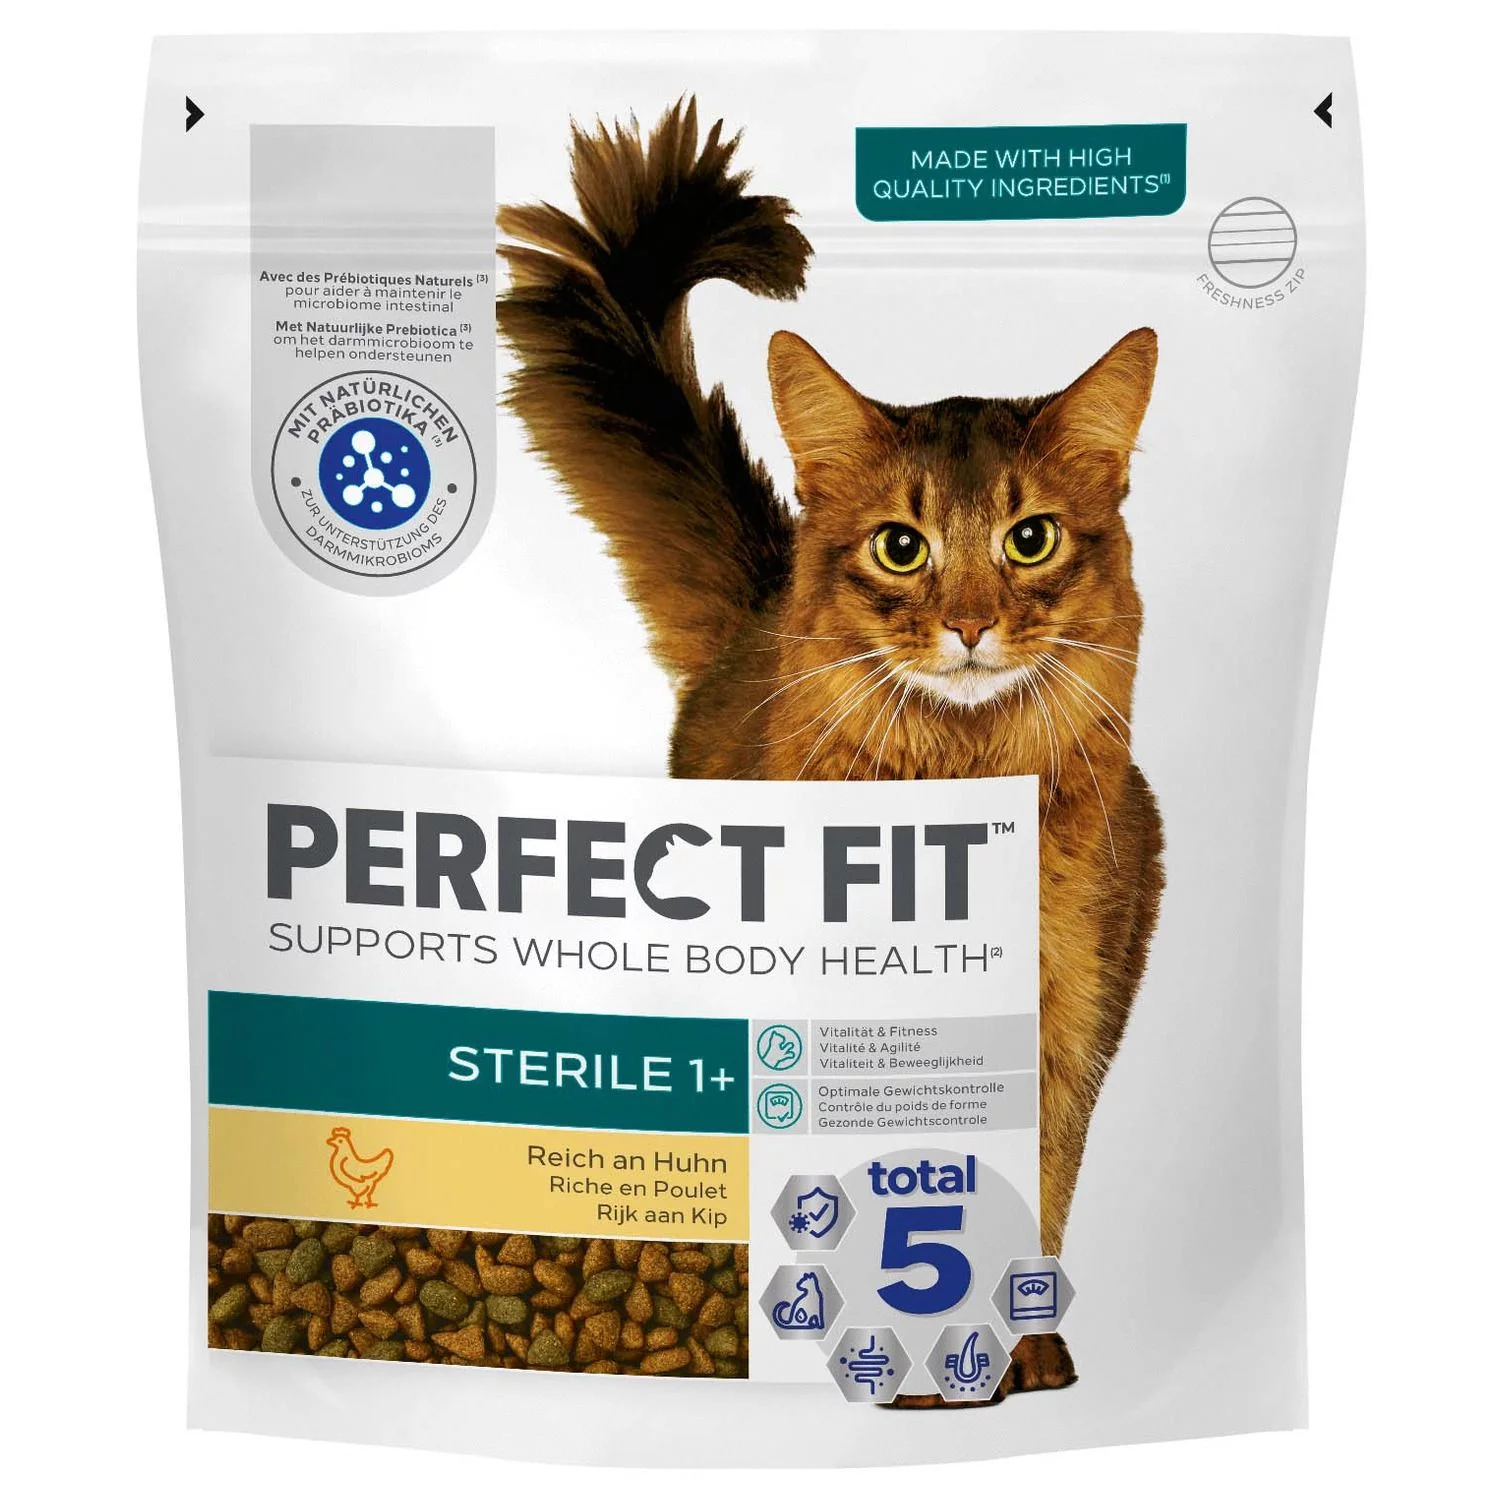 MADE WITH HIGH
QUALITY INGREDIENTS(1)
FRESHNESS ZIP
Avec des Prébiotiques Naturels (3)
pour aider à maintenir le
microbiome intestinal
Met Natuurlijke Prebiotica (3)
om het darmmicrobioom te
helpen ondersteunen
MIT NATÜRLICHEN
PRÄBIOTIKA (3)
• ZUR UNTERSTÜTZUNG DES •
DARMMIKROBIOMS
PERFECT FIT™
SUPPORTS WHOLE BODY HEALTH(2)
STERILE 1+
Vitalität & Fitness
Vitalité & Agilité
Vitaliteit & Beweeglijkheid
Optimale Gewichtskontrolle
Contrôle du poids de forme
Gezonde Gewichtscontrole
Reich an Huhn
Riche en Poulet
Rijk aan Kip
total
5